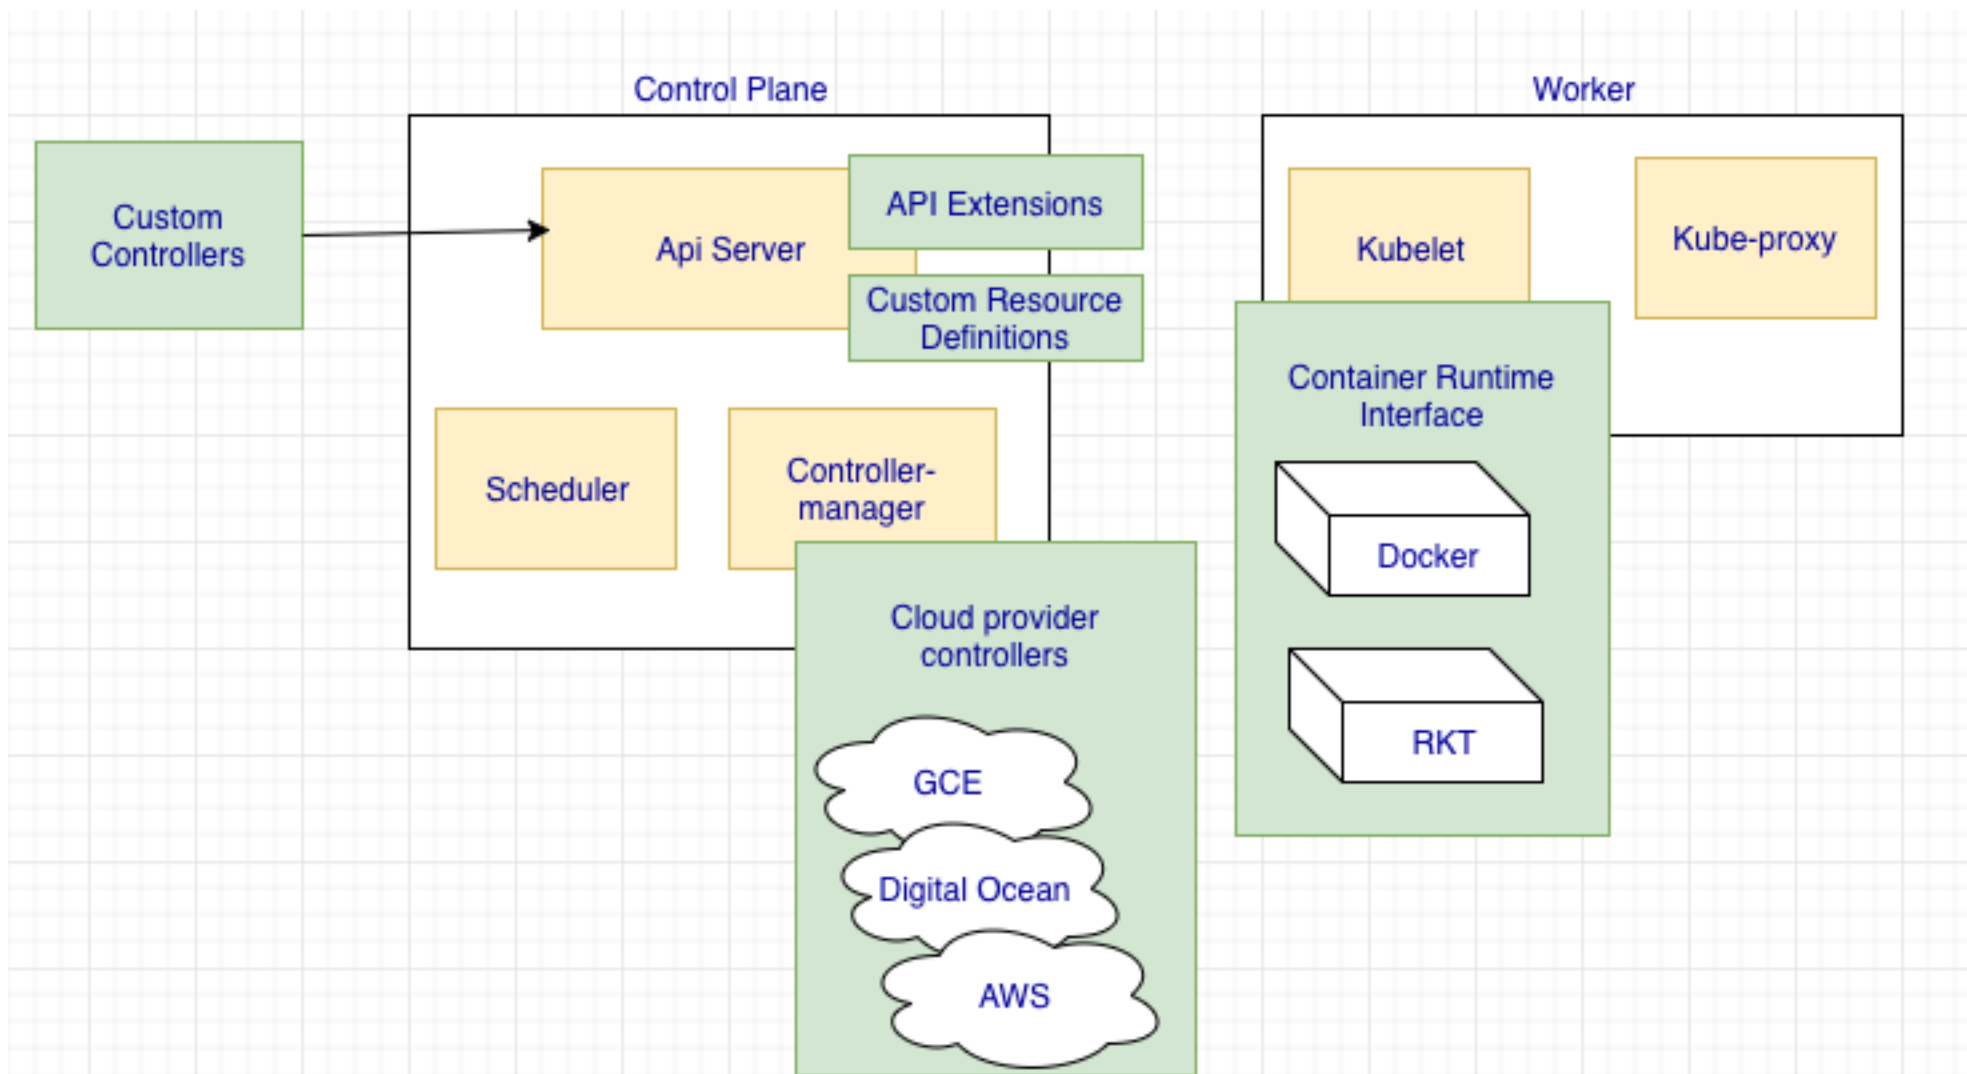 Control Plane
Worker
Custom
Controllers
Api Server
API Extensions
Custom Resource
Definitions
Scheduler
Controller-
manager
Cloud provider
controllers
GCE
Digital Ocean
AWS
Kubelet
Kube-proxy
Container Runtime
Interface
Docker
RKT